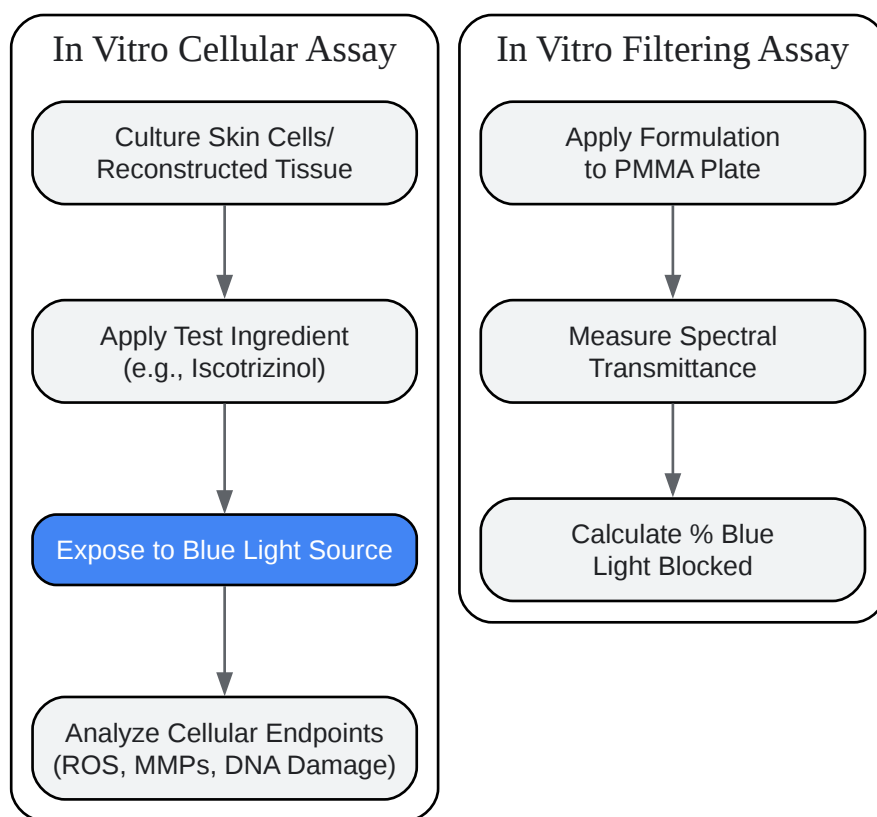 In Vitro Cellular Assay
Culture Skin Cells/
Reconstructed Tissue
Apply Test Ingredient
(e.g., Iscotrizinol)
Expose to Blue Light Source
Analyze Cellular Endpoints
(ROS, MMPs, DNA Damage)
In Vitro Filtering Assay
Apply Formulation
to PMMA Plate
Measure Spectral
Transmittance
Calculate % Blue
Light Blocked